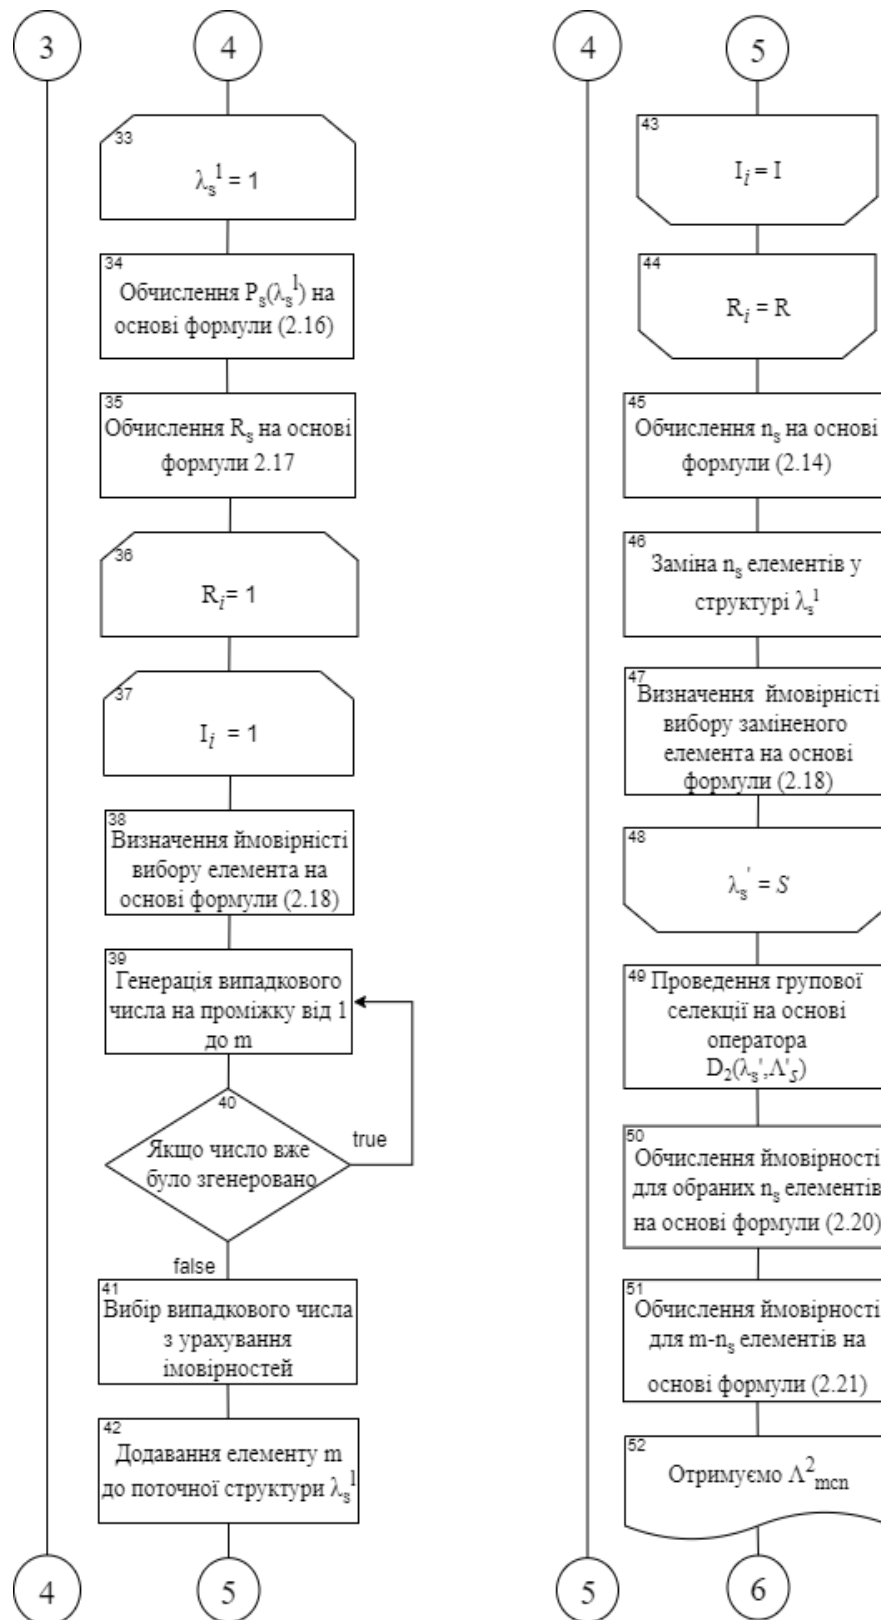 3
4
33
λs¹ = 1
34
Обчислення Ps(λs¹) на
основі формули (2.16)
35
Обчислення Rs на основі
формули 2.17
36
Ri= 1
37
Ii = 1
38
Визначення ймовірністі
вибору елемента на
основі формули (2.18)
39
Генерація випадкового
числа на проміжку від 1
до m
40
Якщо число вже
було згенеровано
true
false
41
Вибір випадкового числа
з урахування
імовірностей
42
Додавання елементу m
до поточної структури λs¹
4
5
4
5
43
Ii = I
44
Ri = R
45
Обчислення ns на основі
формули (2.14)
46
Заміна ns елементів у
структурі λs¹
47
Визначення ймовірністі
вибору заміненого
елемента на основі
формули (2.18)
48
λs' = S
49
Проведення групової
селекції на основі
оператора
D₂(λs',Λ'S)
50
Обчислення ймовірності
для обраних ns елементів
на основі формули (2.20)
51
Обчислення ймовірності
для m-ns елементів на
основі формули (2.21)
52
Отримуємо Λ²mcn
5
6